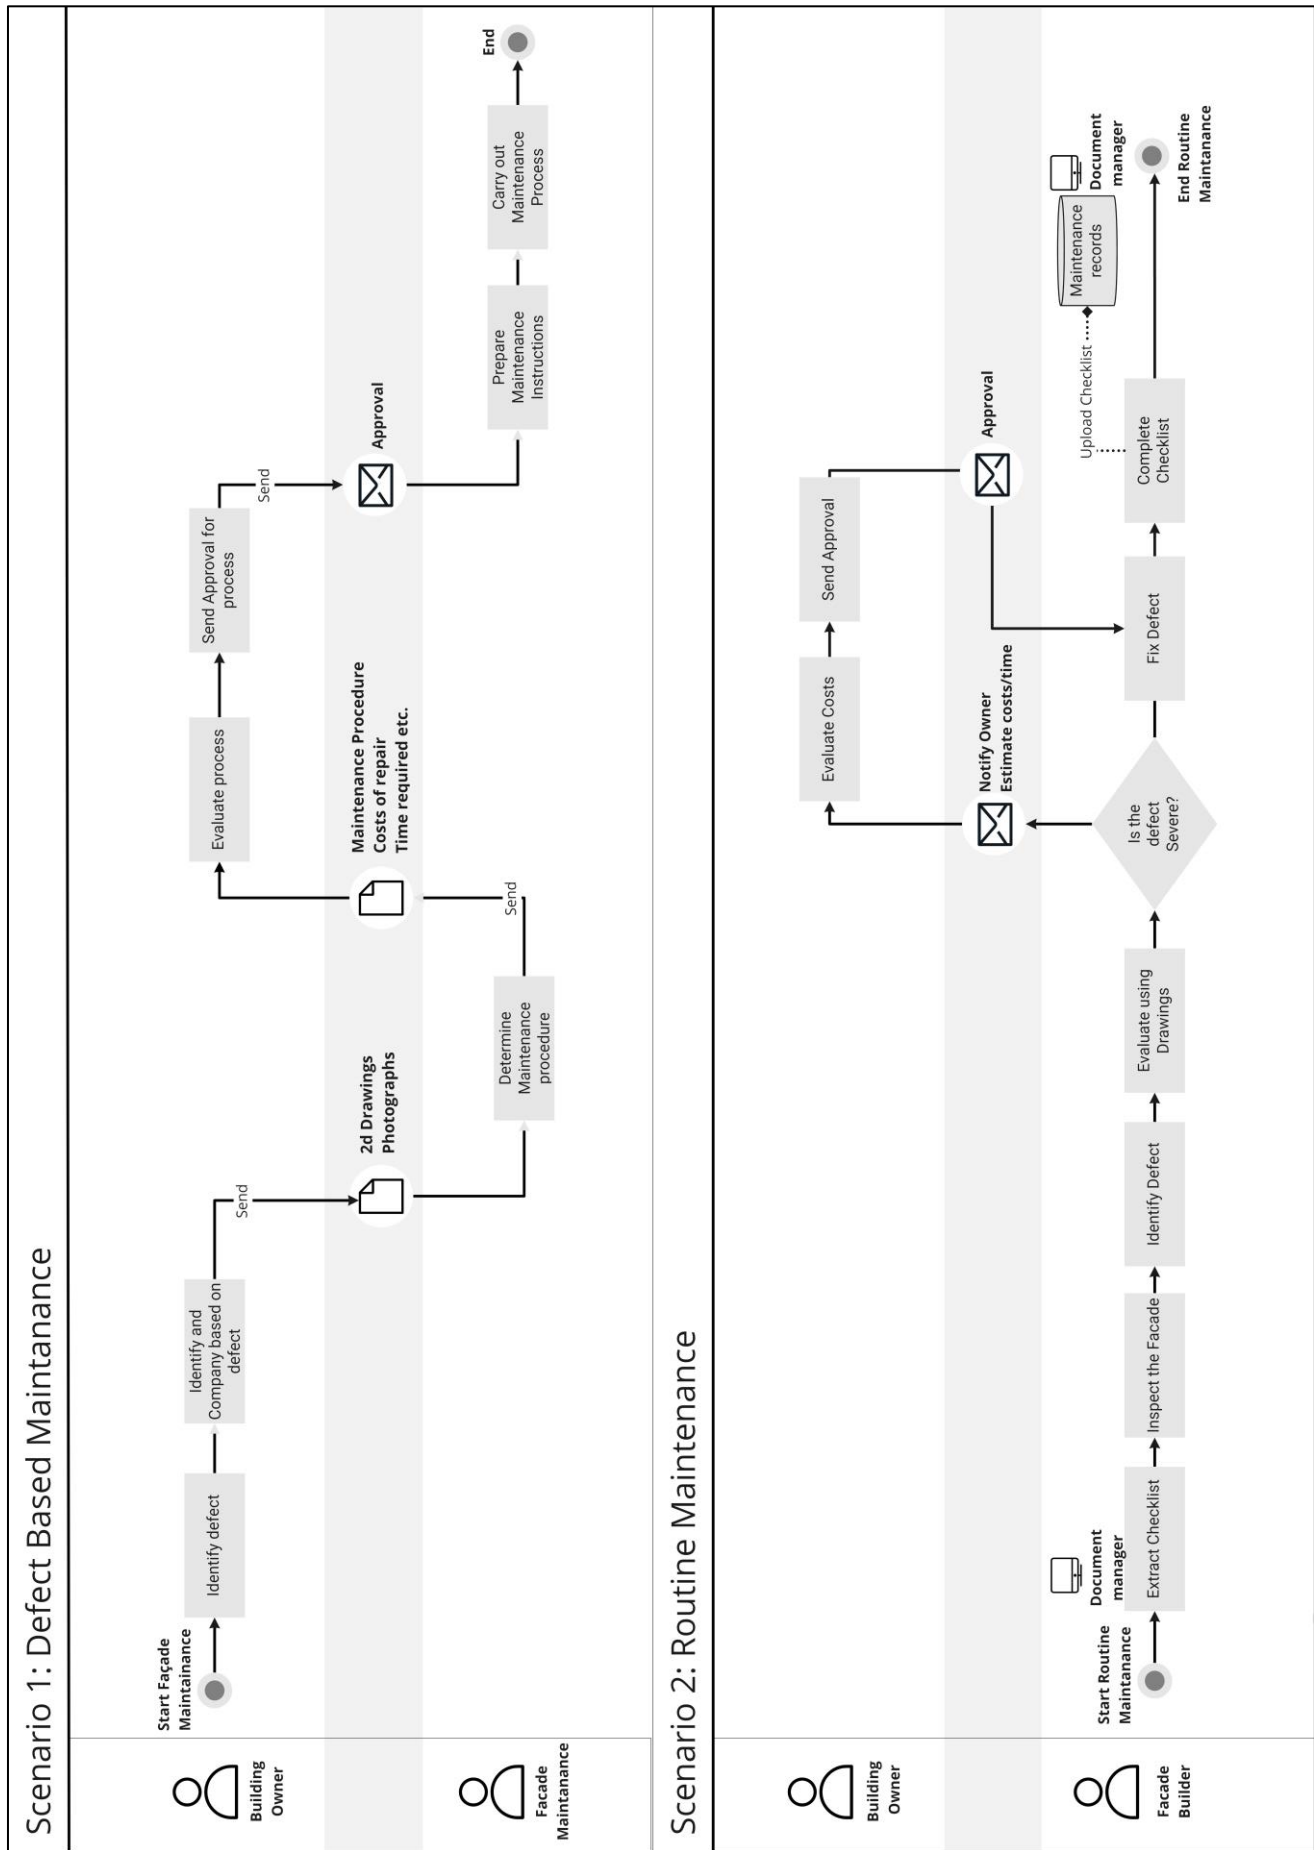 Scenario 1: Defect Based Maintanance
Building
Owner
Facade
Maintanance
Start Façade
Maintainance
Identify defect
Identify and
Company based on
defect
Send
2d Drawings
Photographs
Determine
Maintenance
procedure
Send
Maintenance Procedure
Costs of repair
Time required etc.
Evaluate process
Send Approval for
process
Send
Approval
Prepare
Maintenance
Instructions
Carry out
Maintenance
Process
End
Scenario 2: Routine Maintenance
Building
Owner
Facade
Builder
Start Routine
Maintanance
Document
manager
Extract Checklist
Inspect the Facade
Identify Defect
Evaluate using
Drawings
Is the
defect
Severe?
Notify Owner
Estimate costs/time
Evaluate Costs
Send Approval
Approval
Fix Defect
Complete
Checklist
Upload Checklist
Maintenance
records
Document
manager
End Routine
Maintanance